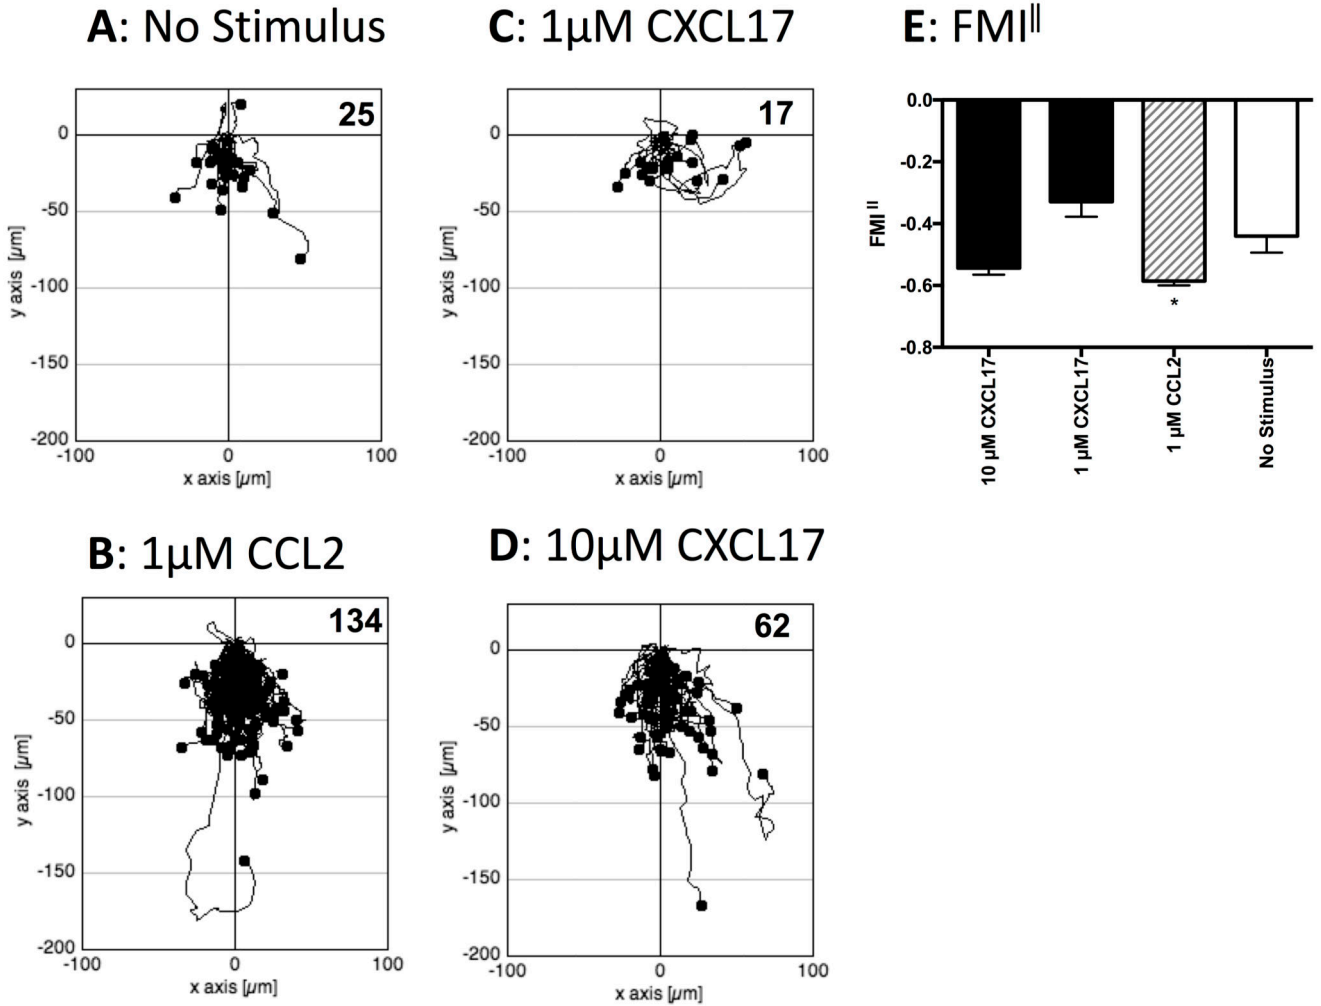 A: No Stimulus
25
0
-50
-100
-150
-200
-100
0
100
y axis [µm]
x axis [µm]
C: 1µM CXCL17
17
0
-50
-100
-150
-200
-100
0
100
y axis [µm]
x axis [µm]
E: FMI||
0.0
-0.2
-0.4
-0.6
-0.8
FMI ||
*
10 µM CXCL17
1 µM CXCL17
1 µM CCL2
No Stimulus
B: 1µM CCL2
134
0
-50
-100
-150
-200
-100
0
100
y axis [µm]
x axis [µm]
D: 10µM CXCL17
62
0
-50
-100
-150
-200
-100
0
100
y axis [µm]
x axis [µm]